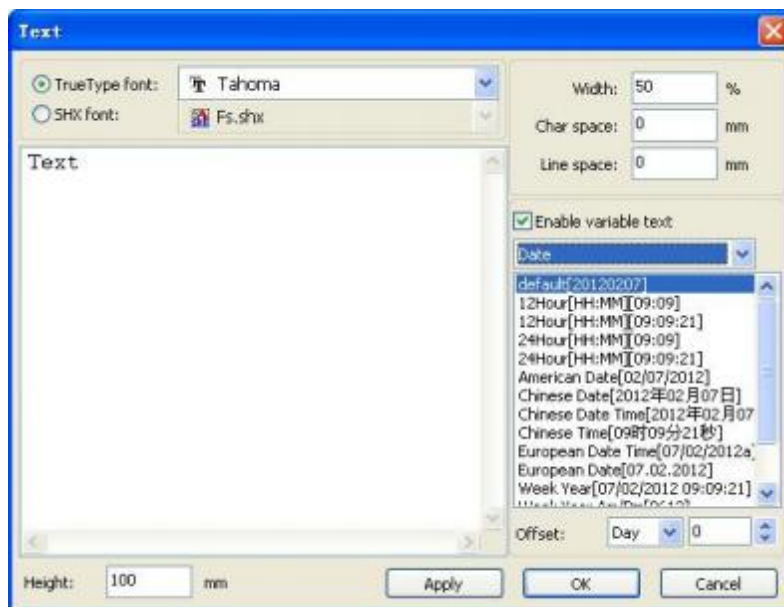 Text
TrueType font:
Tahoma
SHX font:
Fs.shx
Text
Width: 50 %
Char space: 0 mm
Line space: 0 mm
Enable variable text
Date
default[20120207]
12Hour[HH:MM][09:09]
12Hour[HH:MM][09:09:21]
24Hour[HH:MM][09:09]
24Hour[HH:MM][09:09:21]
American Date[02/07/2012]
Chinese Date[2012年02月07日]
Chinese Date Time[2012年02月07
Chinese Time[09时09分21秒]
European Date Time[07/02/2012a]
European Date[07.02.2012]
Week Year[07/02/2012 09:09:21]
Offset: Day 0
Height: 100 mm
Apply
OK
Cancel